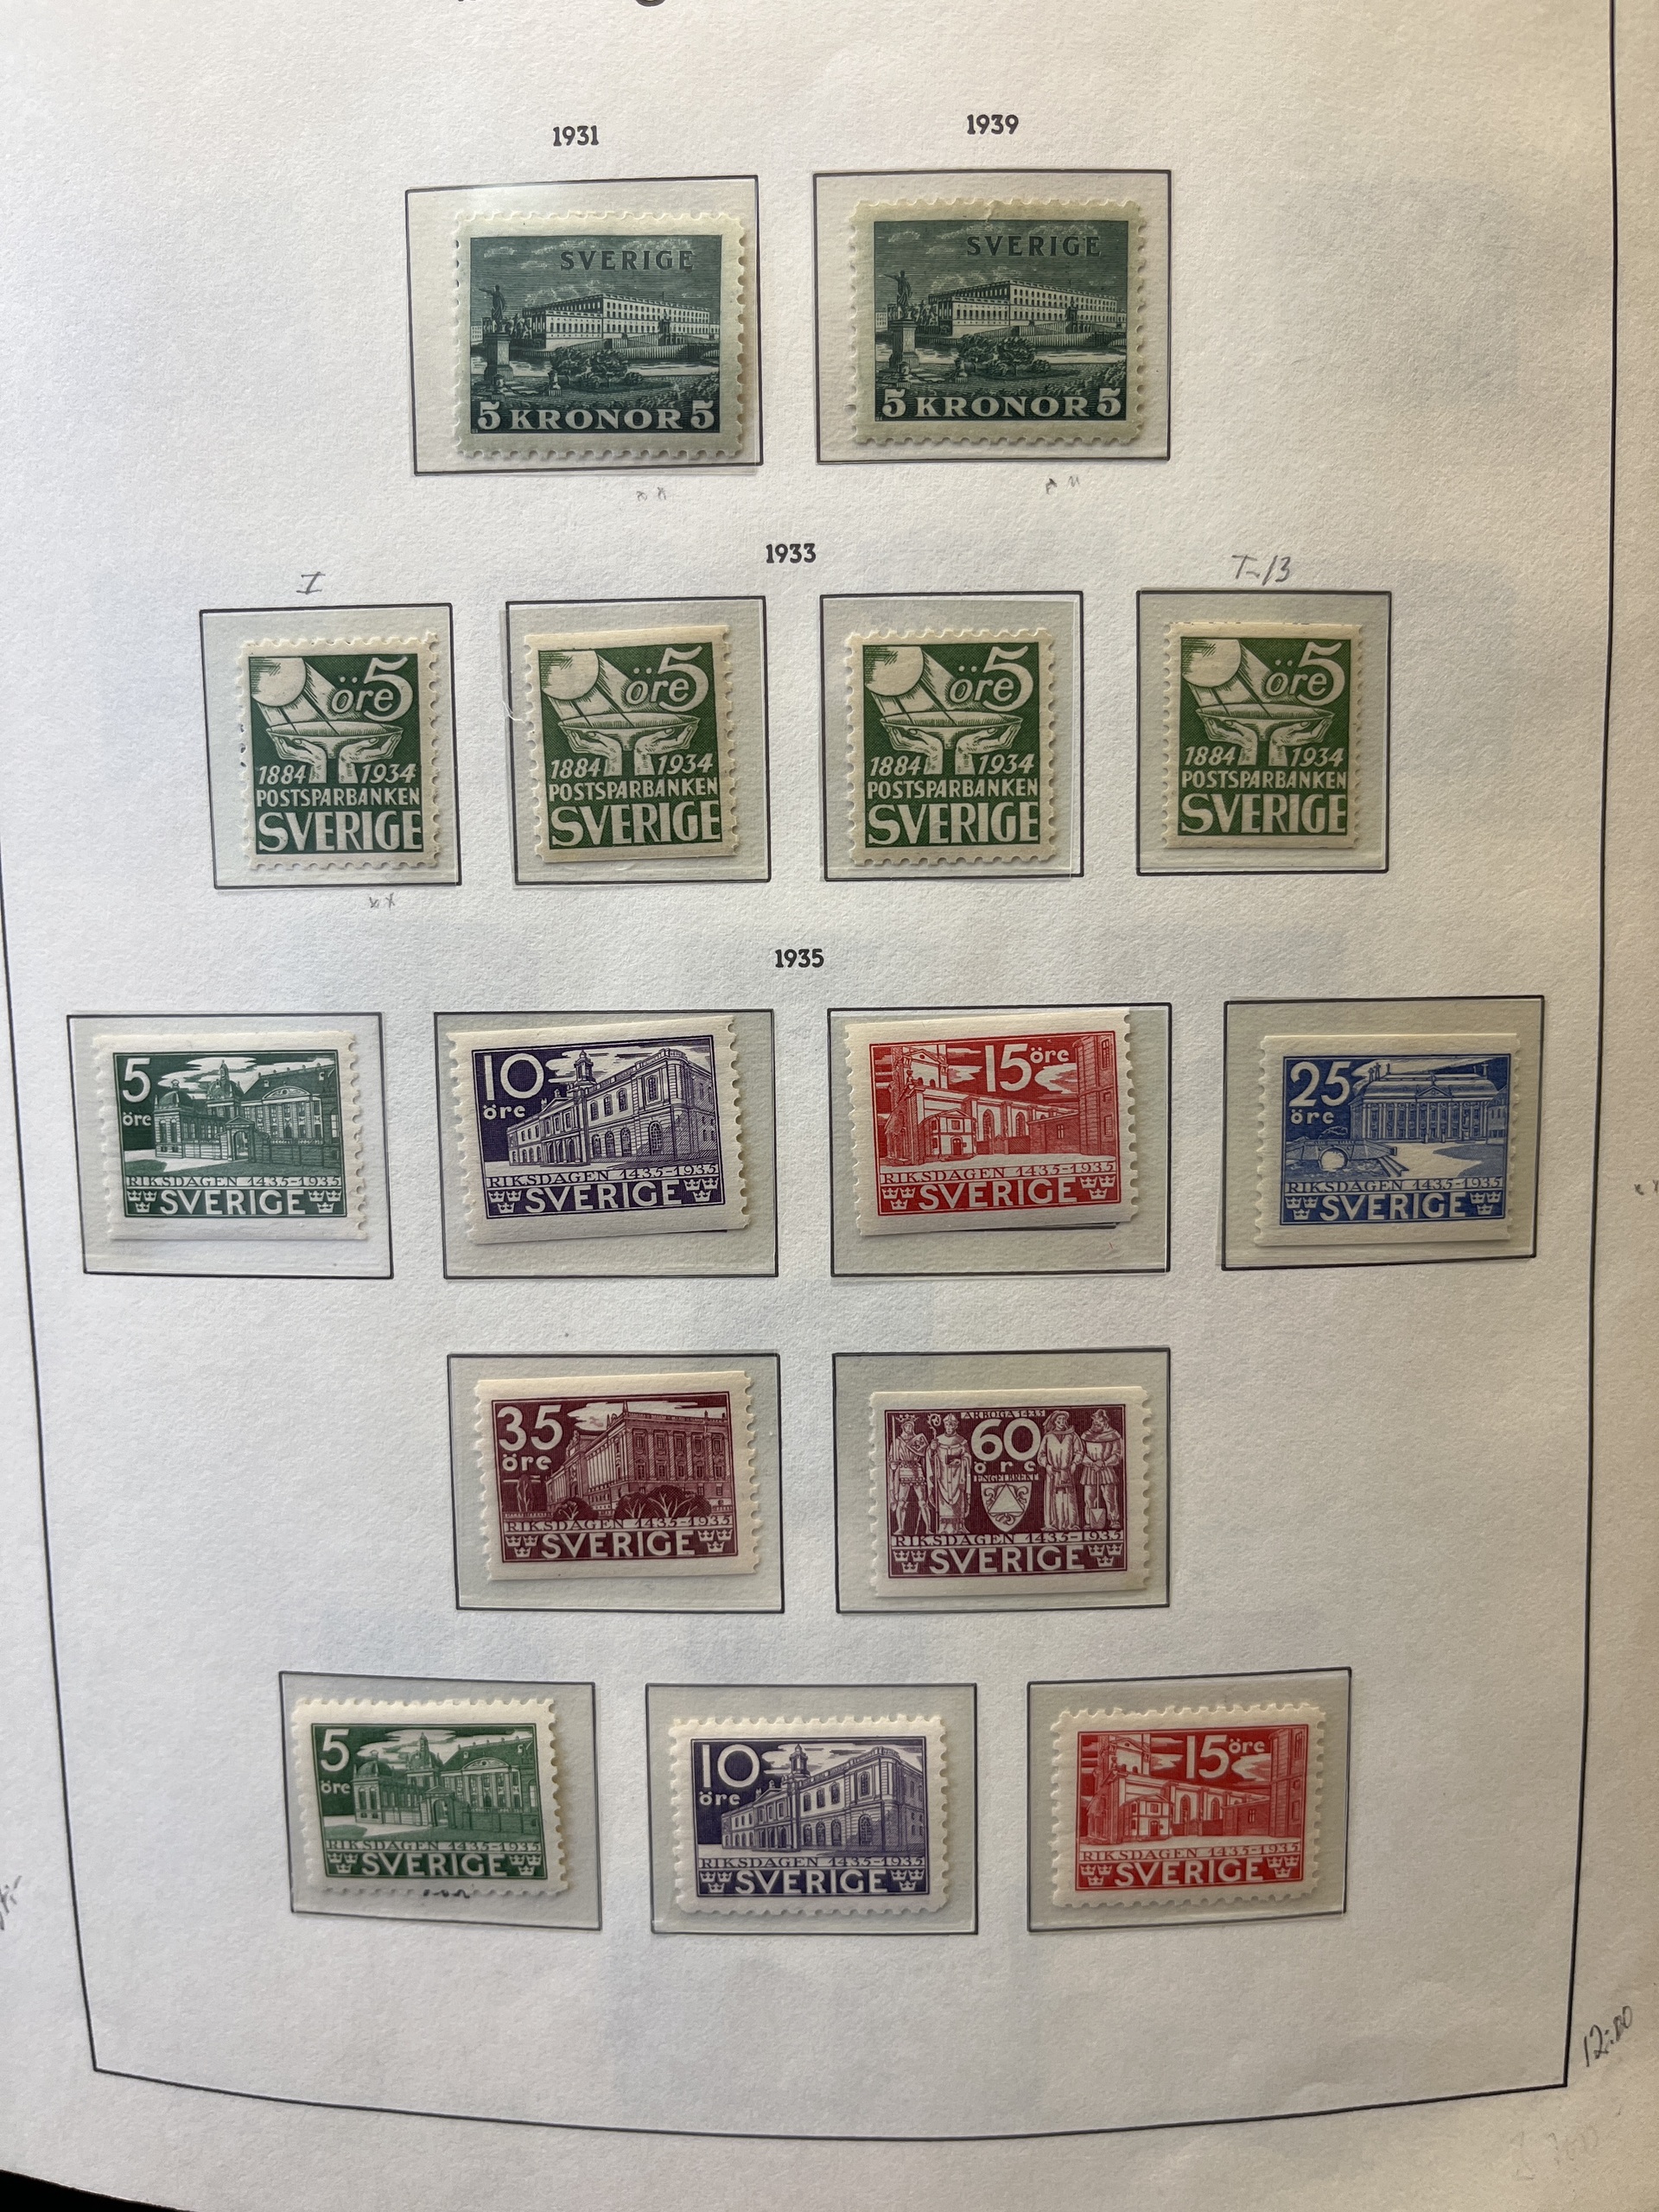 1931
1939
SVERIGE
5 KRONOR 5
SVERIGE
5 KRONOR 5
1933
I
T-13
öre 5
1884 1934
POSTSPARBANKEN
SVERIGE
öre 5
1884 1934
POSTSPARBANKEN
SVERIGE
öre 5
1884 1934
POSTSPARBANKEN
SVERIGE
öre 5
1884 1934
POSTSPARBANKEN
SVERIGE
xx
1935
5
öre
RIKSDAGEN 1435-1935
SVERIGE
10
öre
RIKSDAGEN 1435-1935
SVERIGE
15 öre
RIKSDAGEN 1435-1935
SVERIGE
25
öre
RIKSDAGEN 1435-1935
SVERIGE
35
öre
RIKSDAGEN 1435-1935
SVERIGE
ARBOGA 1435
60
öre
ENGELBREKT
RIKSDAGEN 1435-1935
SVERIGE
5
öre
RIKSDAGEN 1435-1935
SVERIGE
10
öre
RIKSDAGEN 1435-1935
SVERIGE
15 öre
RIKSDAGEN 1435-1935
SVERIGE
12:00